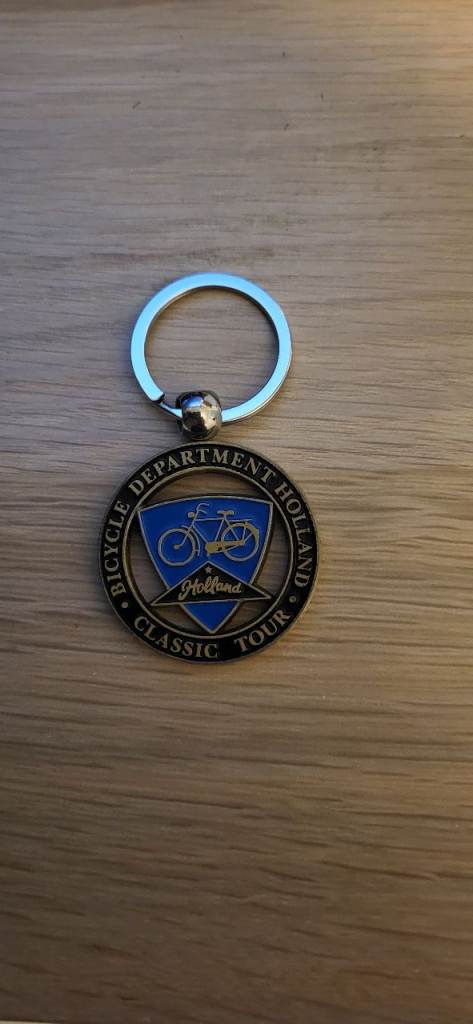 BICYCLE DEPARTMENT HOLLAND
Holland
• CLASSIC TOUR •